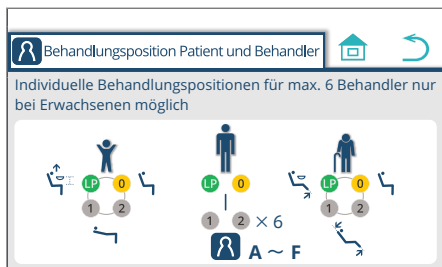 Behandlungsposition Patient und Behandler
Individuelle Behandlungspositionen für max. 6 Behandler nur
bei Erwachsenen möglich
LP 0
1 2
LP 0
1 2 × 6
A ~ F
LP 0
1 2